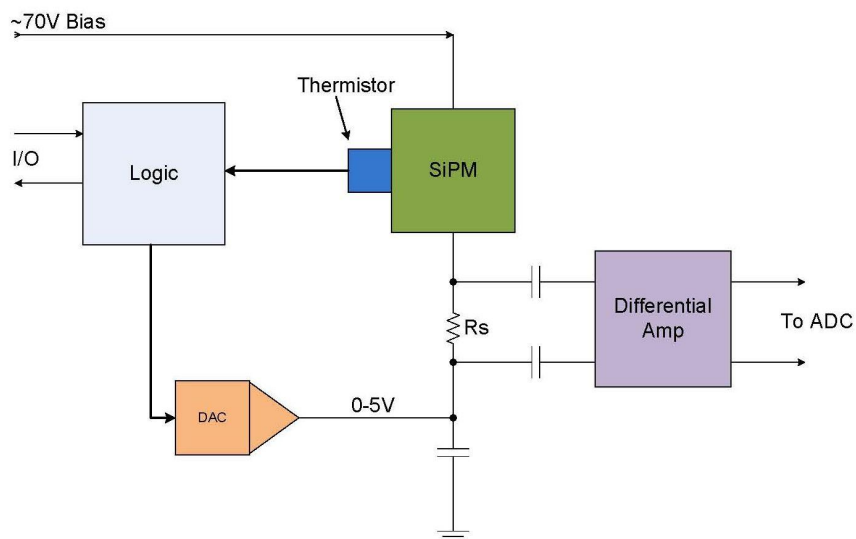 ~70V Bias
Thermistor
I/O
Logic
SiPM
Differential
Amp
To ADC
Rs
DAC
0-5V